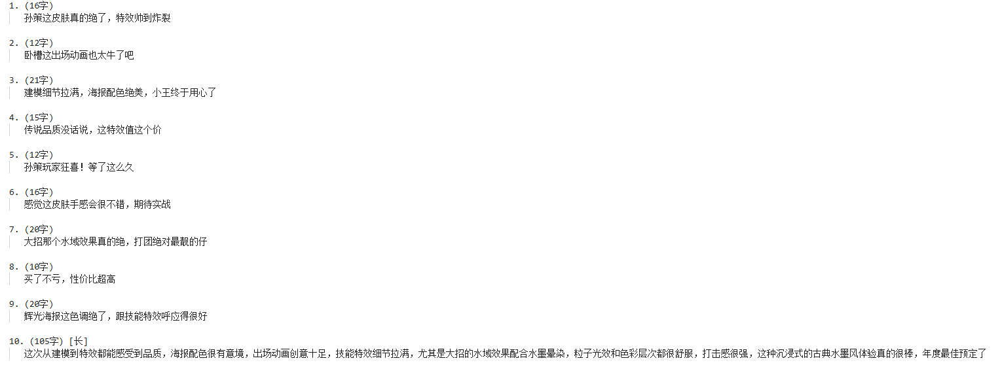 1. (16字)
孙策这皮肤真的绝了，特效帅到炸裂
2. (12字)
卧槽这出场动画也太牛了吧
3. (21字)
建模细节拉满，海报配色绝美，小王终于用心了
4. (15字)
传说品质没话说，这特效值这个价
5. (12字)
孙策玩家狂喜！等了这么久
6. (16字)
感觉这皮肤手感会很不错，期待实战
7. (20字)
大招那个水域效果真的绝，打团绝对最靓的仔
8. (10字)
买了不亏，性价比超高
9. (20字)
辉光海报这色调绝了，跟技能特效呼应得很好
10. (105字) [长]
这次从建模到特效都能感受到品质，海报配色很有意境，出场动画创意十足，技能特效细节拉满，尤其是大招的水域效果配合水墨晕染，粒子光效和色彩层次都很舒服，打击感很强，这种沉浸式的古典水墨风体验真的很棒，年度最佳预定了